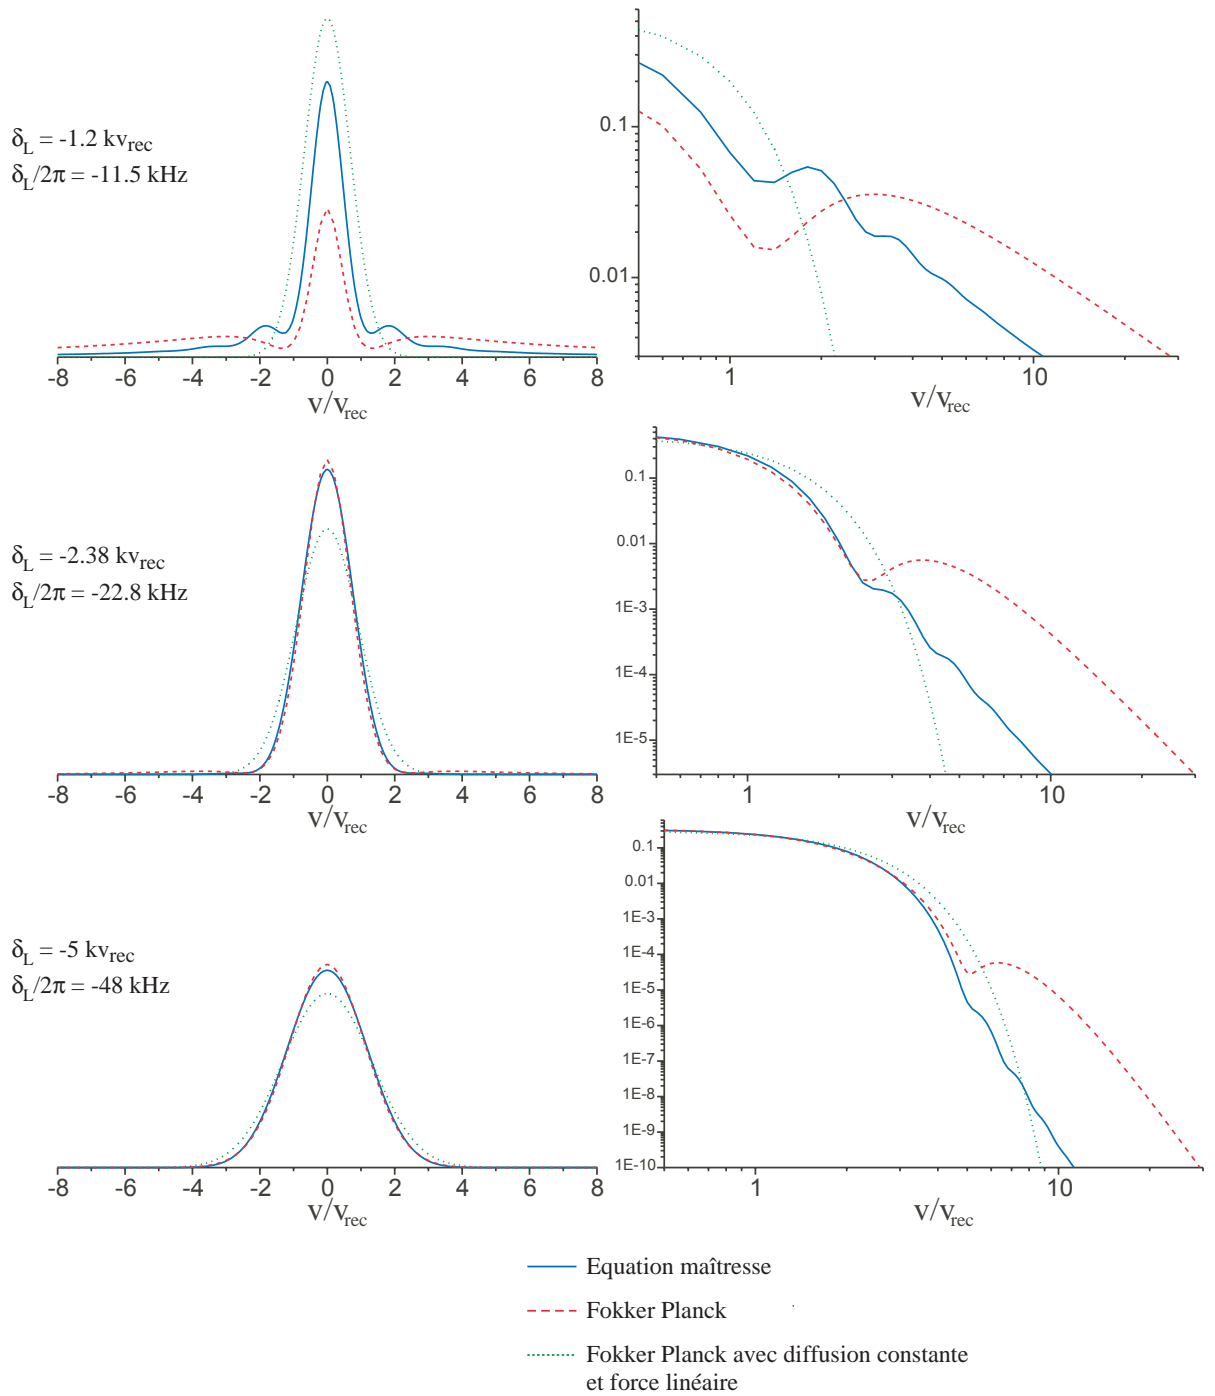 δL = -1.2 kvrec
δL/2π = -11.5 kHz
-8 -6 -4 -2 0 2 4 6 8
v/vrec
0.1
0.01
1 10
v/vrec
δL = -2.38 kvrec
δL/2π = -22.8 kHz
-8 -6 -4 -2 0 2 4 6 8
v/vrec
0.1
0.01
1E-3
1E-4
1E-5
1 10
v/vrec
δL = -5 kvrec
δL/2π = -48 kHz
-8 -6 -4 -2 0 2 4 6 8
v/vrec
0.1
0.01
1E-3
1E-4
1E-5
1E-6
1E-7
1E-8
1E-9
1E-10
1 10
v/vrec
Equation maîtresse
Fokker Planck
Fokker Planck avec diffusion constante
et force linéaire